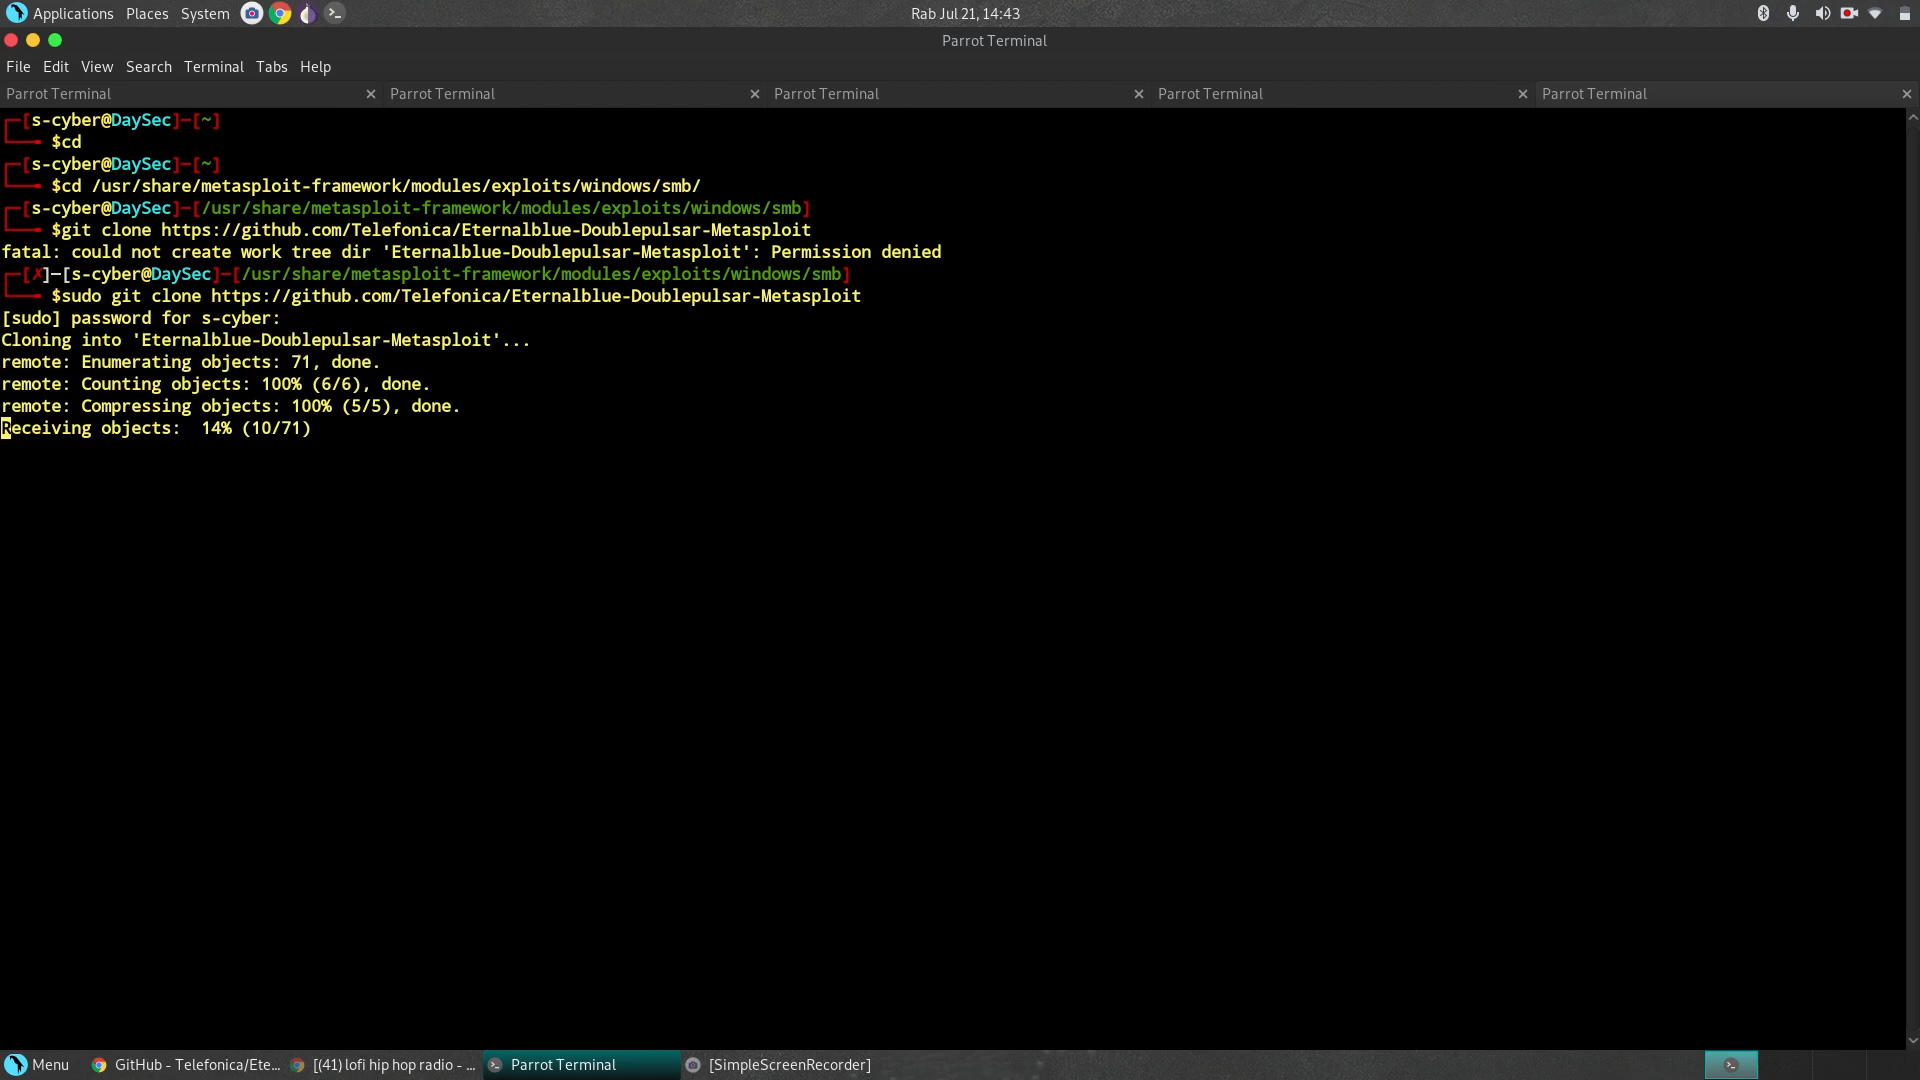 Applications Places System Rab Jul 21, 14:43
Parrot Terminal
File Edit View Search Terminal Tabs Help
Parrot Terminal Parrot Terminal Parrot Terminal Parrot Terminal Parrot Terminal
┌─[s-cyber@DaySec]─[~]
└──╼ $cd
┌─[s-cyber@DaySec]─[~]
└──╼ $cd /usr/share/metasploit-framework/modules/exploits/windows/smb/
┌─[s-cyber@DaySec]─[/usr/share/metasploit-framework/modules/exploits/windows/smb]
└──╼ $git clone https://github.com/Telefonica/Eternalblue-Doublepulsar-Metasploit
fatal: could not create work tree dir 'Eternalblue-Doublepulsar-Metasploit': Permission denied
┌─[✗]─[s-cyber@DaySec]─[/usr/share/metasploit-framework/modules/exploits/windows/smb]
└──╼ $sudo git clone https://github.com/Telefonica/Eternalblue-Doublepulsar-Metasploit
[sudo] password for s-cyber:
Cloning into 'Eternalblue-Doublepulsar-Metasploit'...
remote: Enumerating objects: 71, done.
remote: Counting objects: 100% (6/6), done.
remote: Compressing objects: 100% (5/5), done.
Receiving objects:  14% (10/71)
Menu GitHub - Telefonica/Ete... [(41) lofi hip hop radio - ... Parrot Terminal [SimpleScreenRecorder]